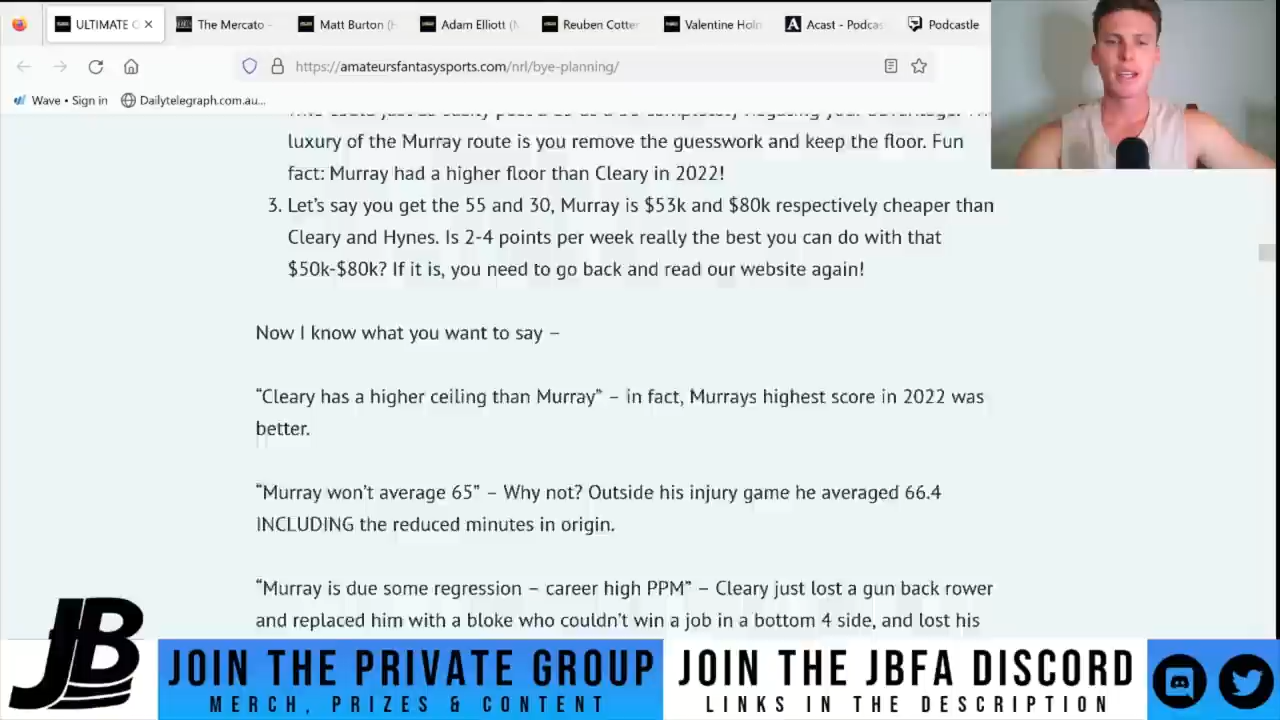 ULTIMATE
The Mercato
Matt Burton (
Adam Elliott (
Reuben Cotter
Valentine Holm
Acast - Podcas
Podcastle
https://amateursfantasysports.com/nrl/bye-planning/
Wave • Sign in
Dailytelegraph.com.au...
luxury of the Murray route is you remove the guesswork and keep the floor. Fun
fact: Murray had a higher floor than Cleary in 2022!
3. Let’s say you get the 55 and 30, Murray is $53k and $80k respectively cheaper than
Cleary and Hynes. Is 2-4 points per week really the best you can do with that
$50k-$80k? If it is, you need to go back and read our website again!
Now I know what you want to say –
“Cleary has a higher ceiling than Murray” – in fact, Murrays highest score in 2022 was
better.
“Murray won’t average 65” – Why not? Outside his injury game he averaged 66.4
INCLUDING the reduced minutes in origin.
“Murray is due some regression – career high PPM” – Cleary just lost a gun back rower
and replaced him with a bloke who couldn’t win a job in a bottom 4 side, and lost his
JB
JOIN THE PRIVATE GROUP
MERCH, PRIZES & CONTENT
JOIN THE JBFA DISCORD
LINKS IN THE DESCRIPTION